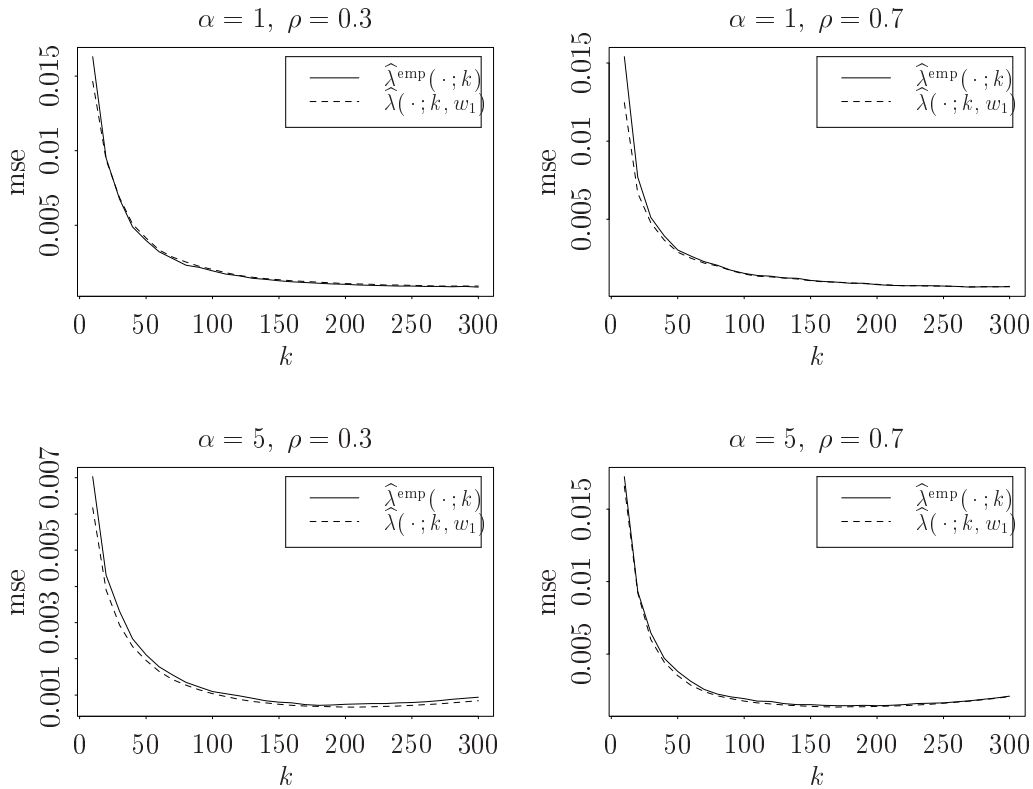 α = 1, ρ = 0.3
mse
0.015
0.01
0.005
λ̂ᵉᵐᵖ( · ; k)
λ̂( · ; k, w₁)
0 50 100 150 200 250 300
k
α = 1, ρ = 0.7
mse
0.015
0.01
0.005
λ̂ᵉᵐᵖ( · ; k)
λ̂( · ; k, w₁)
0 50 100 150 200 250 300
k
α = 5, ρ = 0.3
mse
0.007
0.005
0.003
0.001
λ̂ᵉᵐᵖ( · ; k)
λ̂( · ; k, w₁)
0 50 100 150 200 250 300
k
α = 5, ρ = 0.7
mse
0.015
0.01
0.005
λ̂ᵉᵐᵖ( · ; k)
λ̂( · ; k, w₁)
0 50 100 150 200 250 300
k